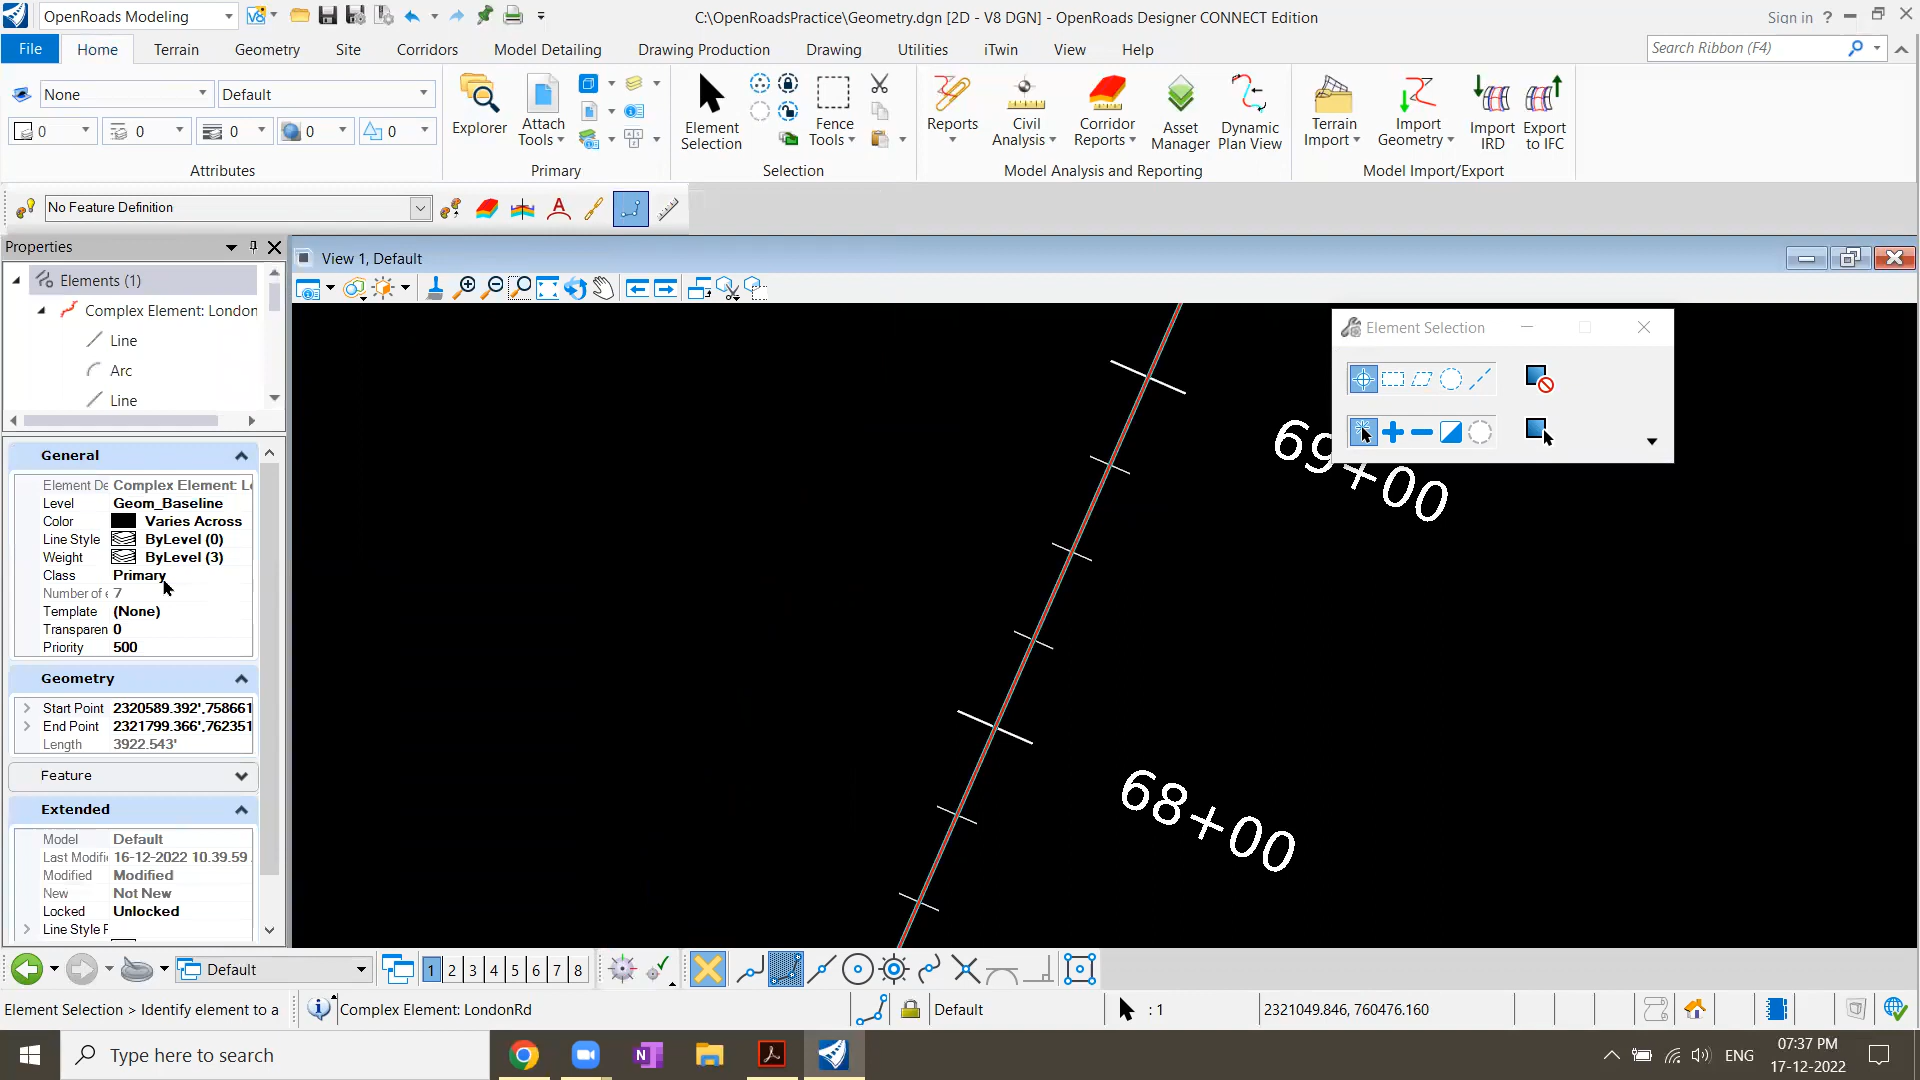 OpenRoads Modeling
C:\OpenRoadsPractice\Geometry.dgn [2D - V8 DGN] - OpenRoads Designer CONNECT Edition
Sign in
File Home Terrain Geometry Site Corridors Model Detailing Drawing Production Drawing Utilities iTwin View Help
Search Ribbon (F4)
None Default
0 0 0 0 0
Attributes
Explorer
Attach Tools
Primary
Element Selection
Fence Tools
Selection
Reports
Civil Analysis
Corridor Reports
Asset Manager
Dynamic Plan View
Model Analysis and Reporting
Terrain Import
Import Geometry
Import IRD
Export to IFC
Model Import/Export
No Feature Definition
Properties
Elements (1)
Complex Element: London
Line
Arc
Line
General
Element De Complex Element: L
Level Geom_Baseline
Color Varies Across
Line Style ByLevel (0)
Weight ByLevel (3)
Class Primary
Number of e 7
Template (None)
Transparen 0
Priority 500
Geometry
Start Point 2320589.392',758661
End Point 2321799.366',762351
Length 3922.543'
Feature
Extended
Model Default
Last Modifi 16-12-2022 10.39.59
Modified Modified
New Not New
Locked Unlocked
Line Style F
View 1, Default
Element Selection
69+00
68+00
Default
1 2 3 4 5 6 7 8
Element Selection > Identify element to a
Complex Element: LondonRd
Default
: 1
2321049.846, 760476.160
Type here to search
ENG
07:37 PM
17-12-2022